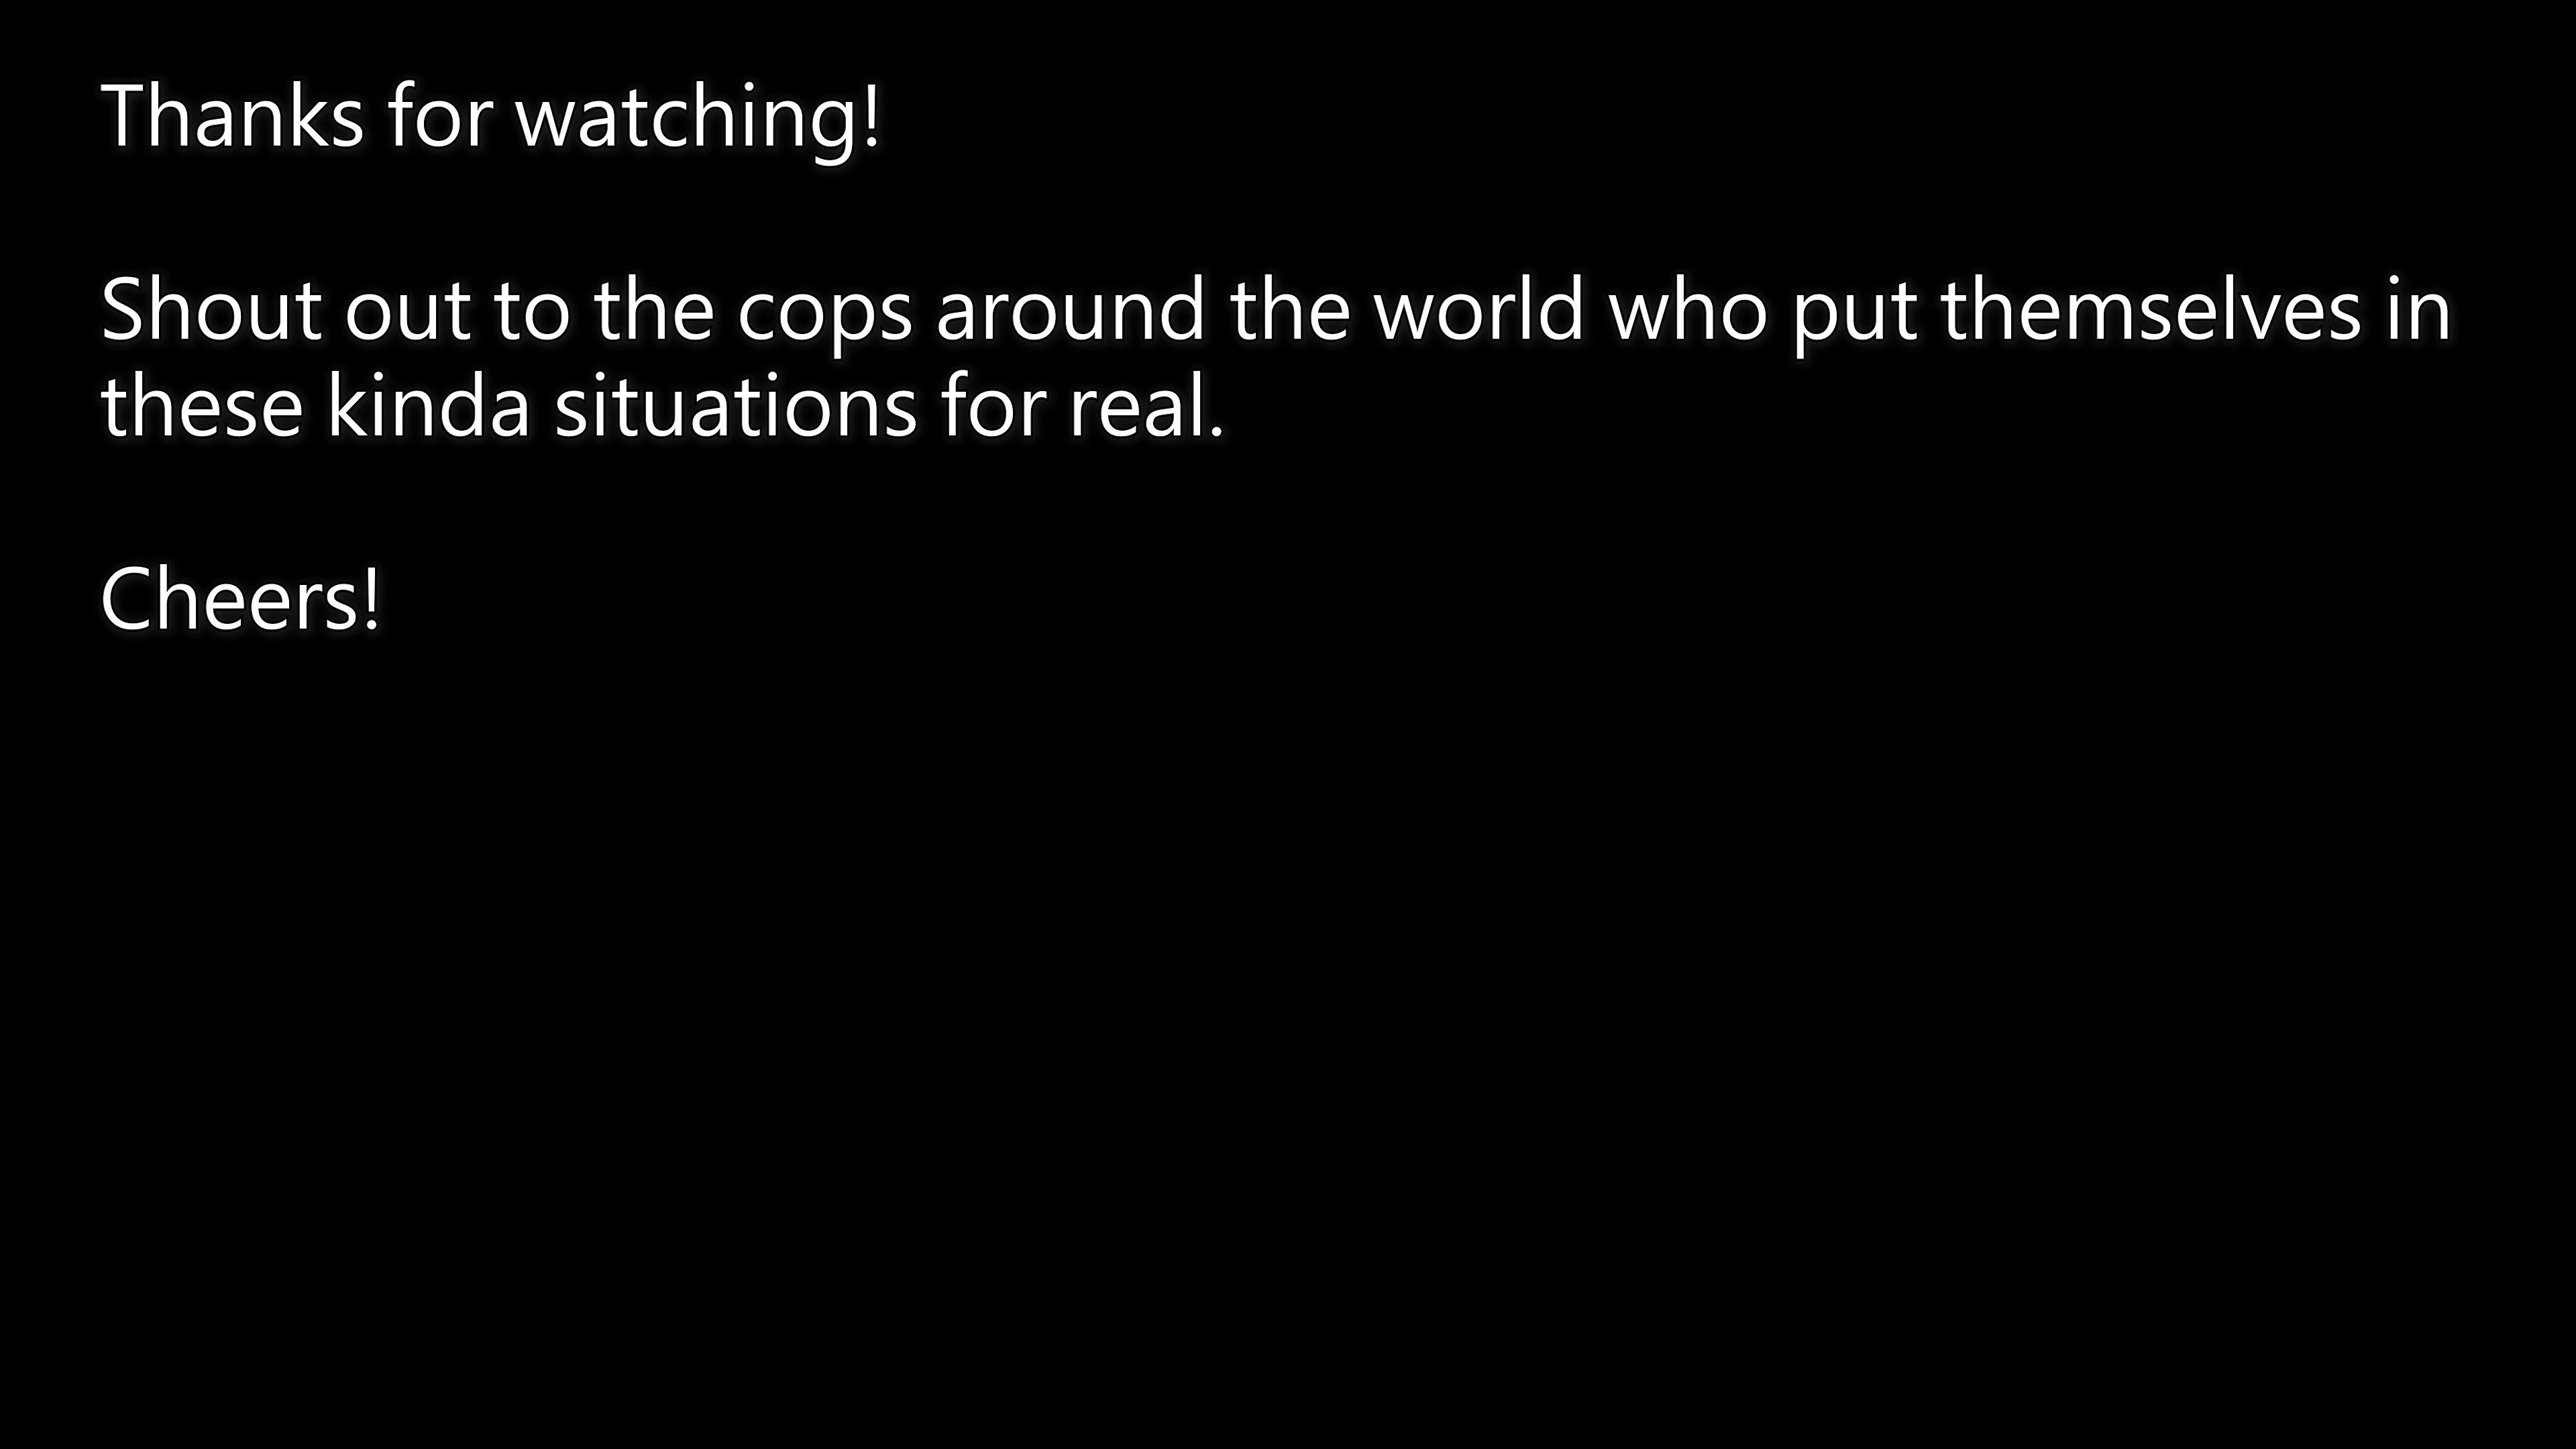 Thanks for watching!
Shout out to the cops around the world who put themselves in
these kinda situations for real.
Cheers!